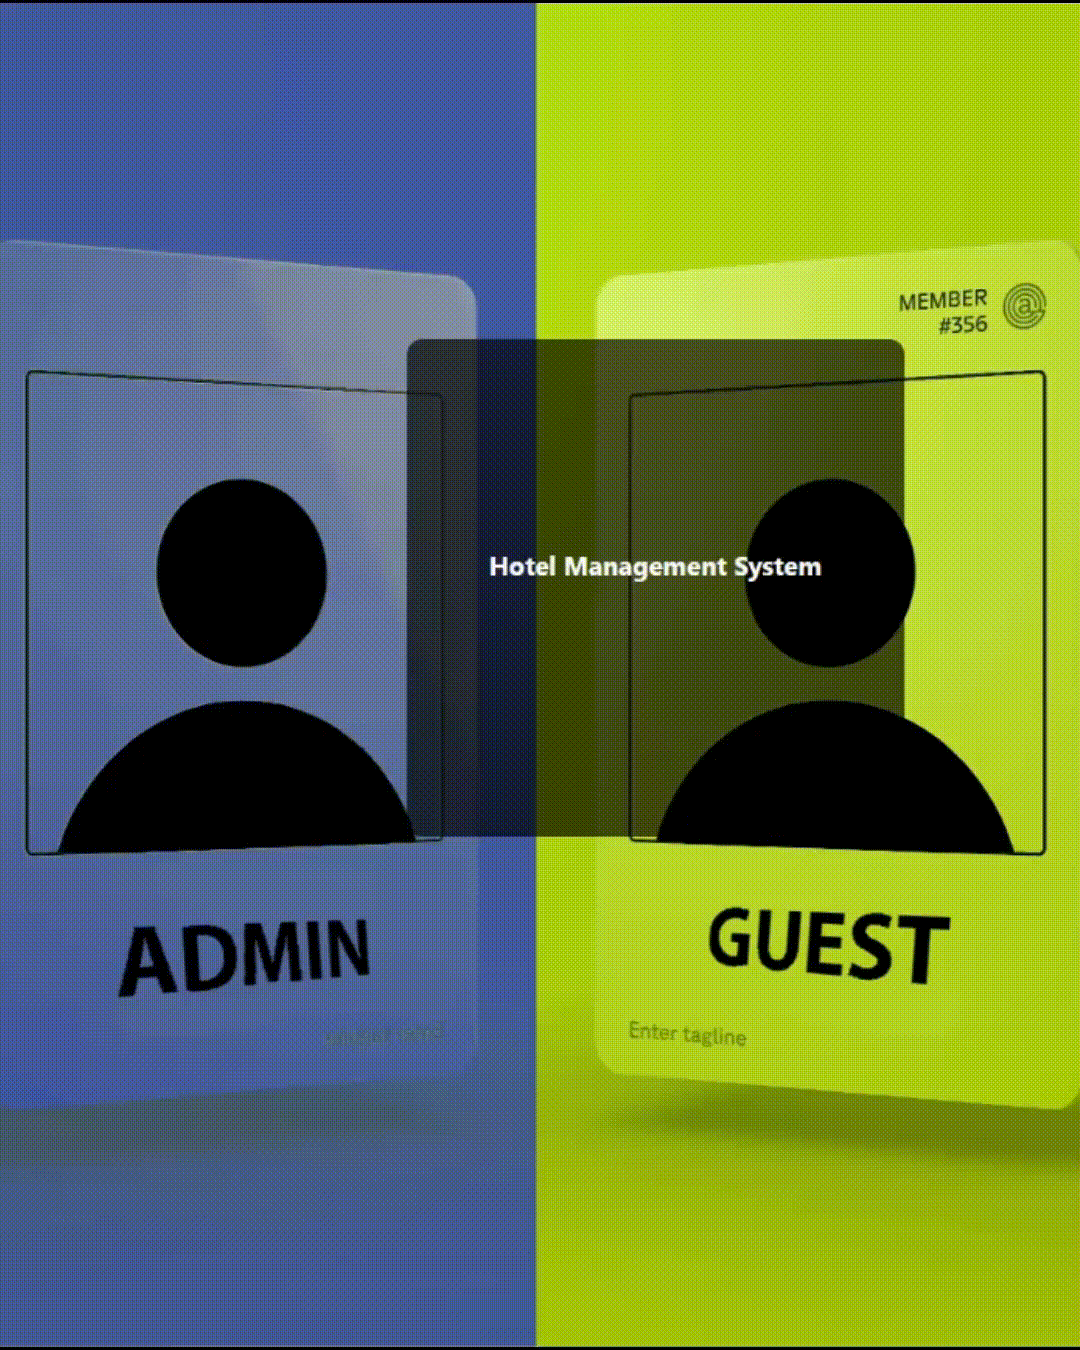 MEMBER
#356
@
Hotel Management System
ADMIN
GUEST
Enter tagline